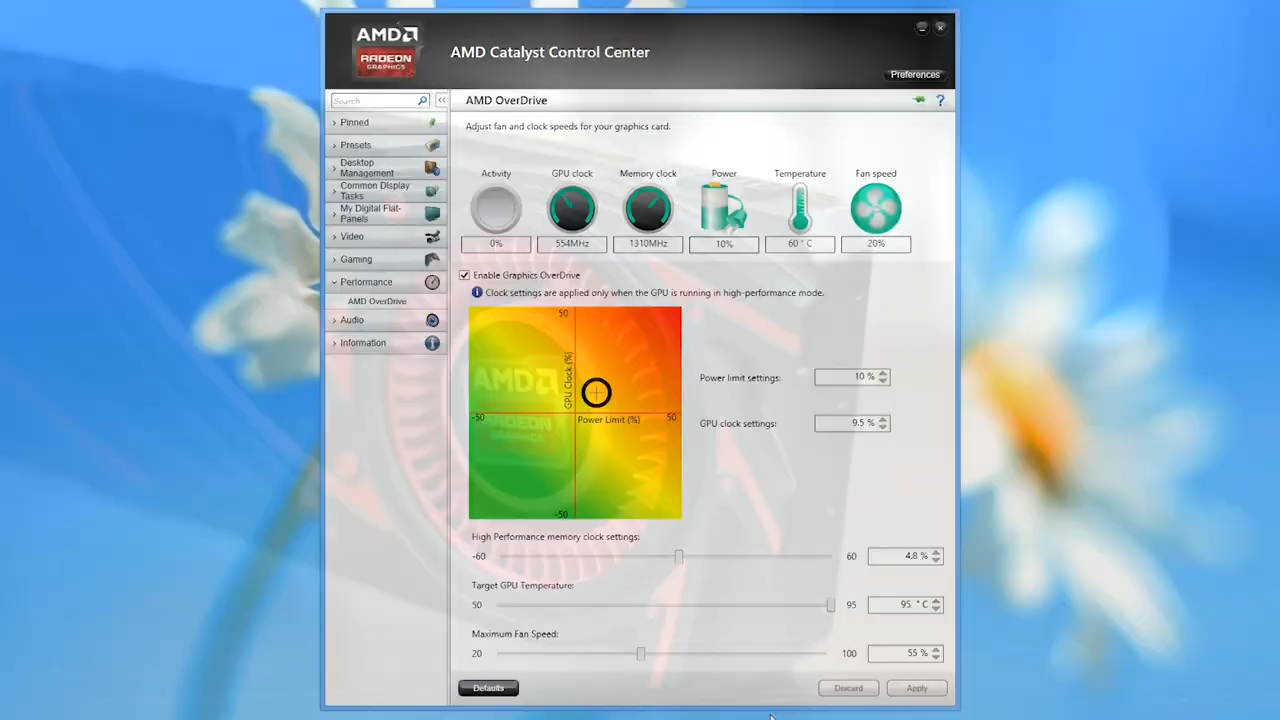 AMD
RADEON
GRAPHICS
AMD Catalyst Control Center
Preferences
Search
<<
AMD OverDrive
?
Pinned
Presets
Desktop
Management
Common Display
Tasks
My Digital Flat-
Panels
Video
Gaming
Performance
AMD OverDrive
Audio
Information
Adjust fan and clock speeds for your graphics card.
Activity GPU clock Memory clock Power Temperature Fan speed
0% 554MHz 1310MHz 10% 60 °C 20%
Enable Graphics OverDrive
Clock settings are applied only when the GPU is running in high-performance mode.
50
GPU Clock (%)
-50 Power Limit (%) 50
-50
AMD
RADEON
GRAPHICS
Power limit settings: 10 %
GPU clock settings: 9.5 %
High Performance memory clock settings:
-60 60 4.8 %
Target GPU Temperature:
50 95 95 °C
Maximum Fan Speed:
20 100 55 %
Defaults Discard Apply